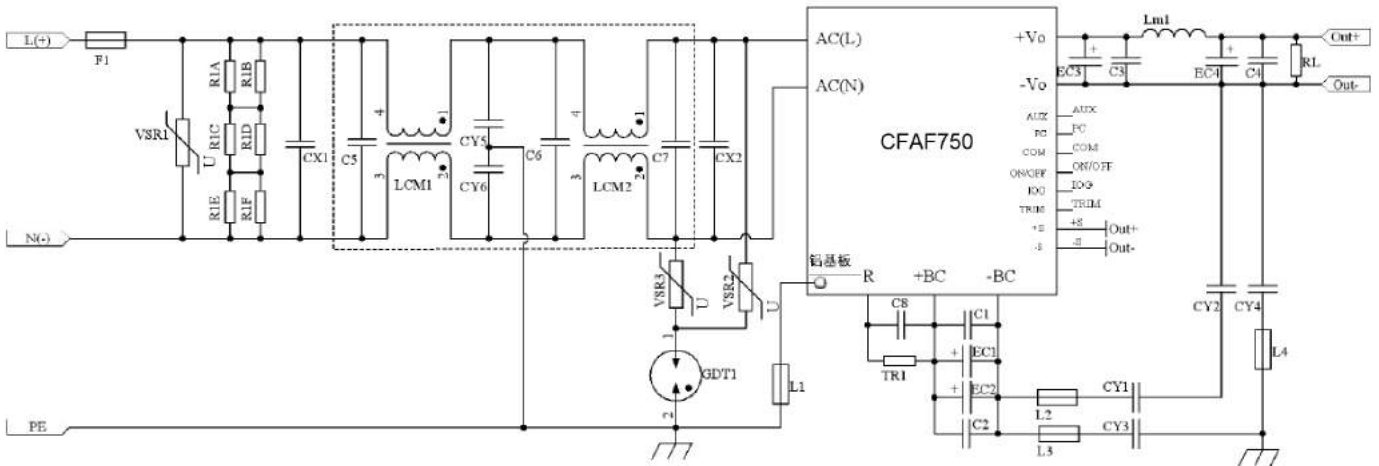 L(+)
F1
VSR1
U
R1A
R1B
R1C
R1D
R1E
R1F
CX1
C5
4
1
3
2
LCM1
CY5
CY6
C6
4
1
3
2
LCM2
C7
CX2
N(-)
PE
VSR3
U
VSR2
U
1
GDT1
2
L1
铝基板
AC(L)
AC(N)
CFAF750
+Vo
-Vo
AUX
PC
COM
ON/OFF
IOG
TRIM
+S
-S
AUX
PC
COM
ON/OFF
IOG
TRIM
+S
-S
Out+
Out-
R
+BC
-BC
C8
TR1
C1
+
EC1
+
EC2
C2
L2
L3
CY1
CY3
CY2
CY4
L4
Lm1
+
EC3
C3
+
EC4
C4
RL
Out+
Out-